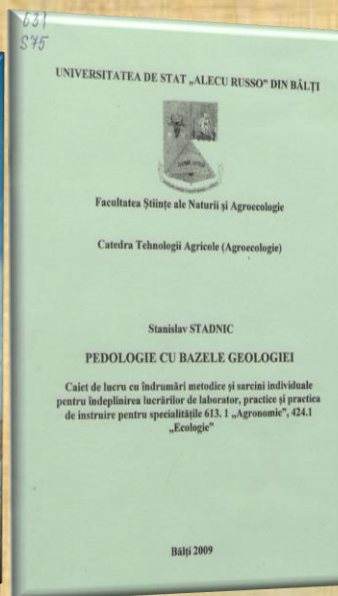 631
S75
UNIVERSITATEA DE STAT „ALECU RUSSO” DIN BĂLŢI
Facultatea Ştiinţe ale Naturii şi Agroecologie
Catedra Tehnologii Agricole (Agroecologie)
Stanislav STADNIC
PEDOLOGIE CU BAZELE GEOLOGIEI
Caiet de lucru cu îndrumări metodice şi sarcini individuale
pentru îndeplinirea lucrărilor de laborator, practice şi practica
de instruire pentru specialităţile 613. 1 „Agronomie”, 424.1
„Ecologie”
Bălţi 2009